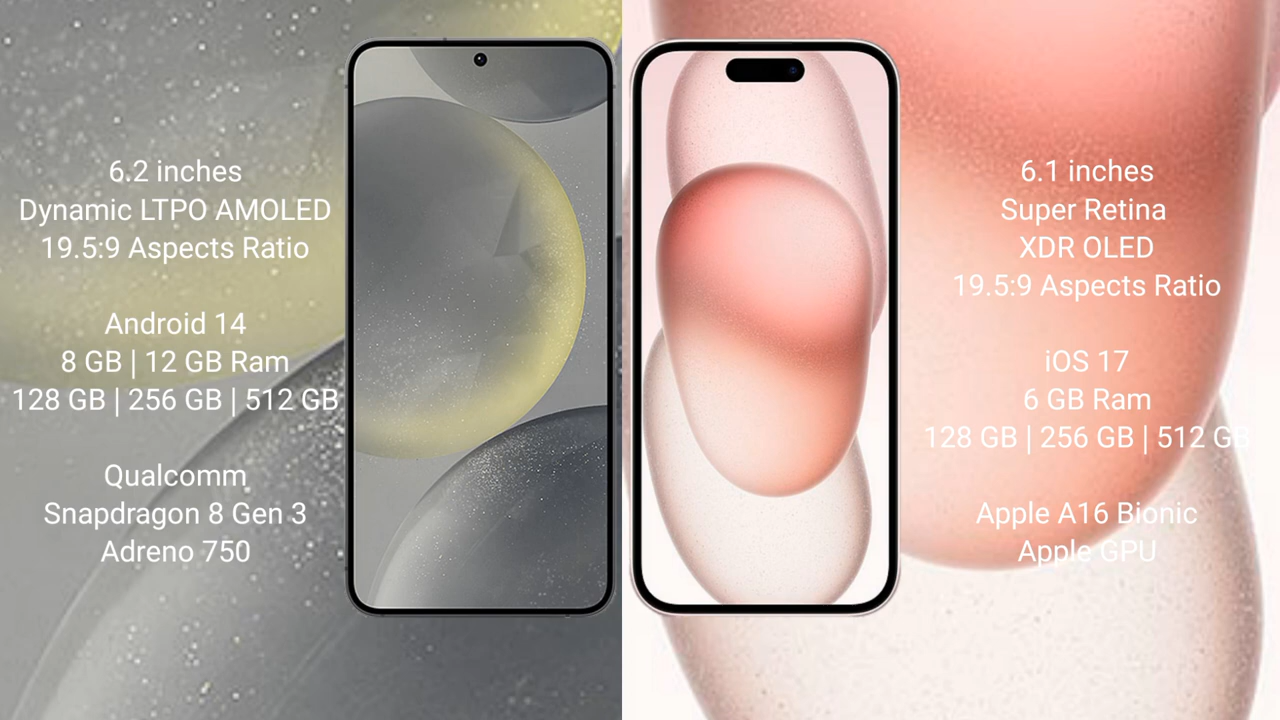 6.2 inches
Dynamic LTPO AMOLED
19.5:9 Aspects Ratio
Android 14
8 GB | 12 GB Ram
128 GB | 256 GB | 512 GB
Qualcomm
Snapdragon 8 Gen 3
Adreno 750
6.1 inches
Super Retina
XDR OLED
19.5:9 Aspects Ratio
iOS 17
6 GB Ram
128 GB | 256 GB | 512 GB
Apple A16 Bionic
Apple GPU